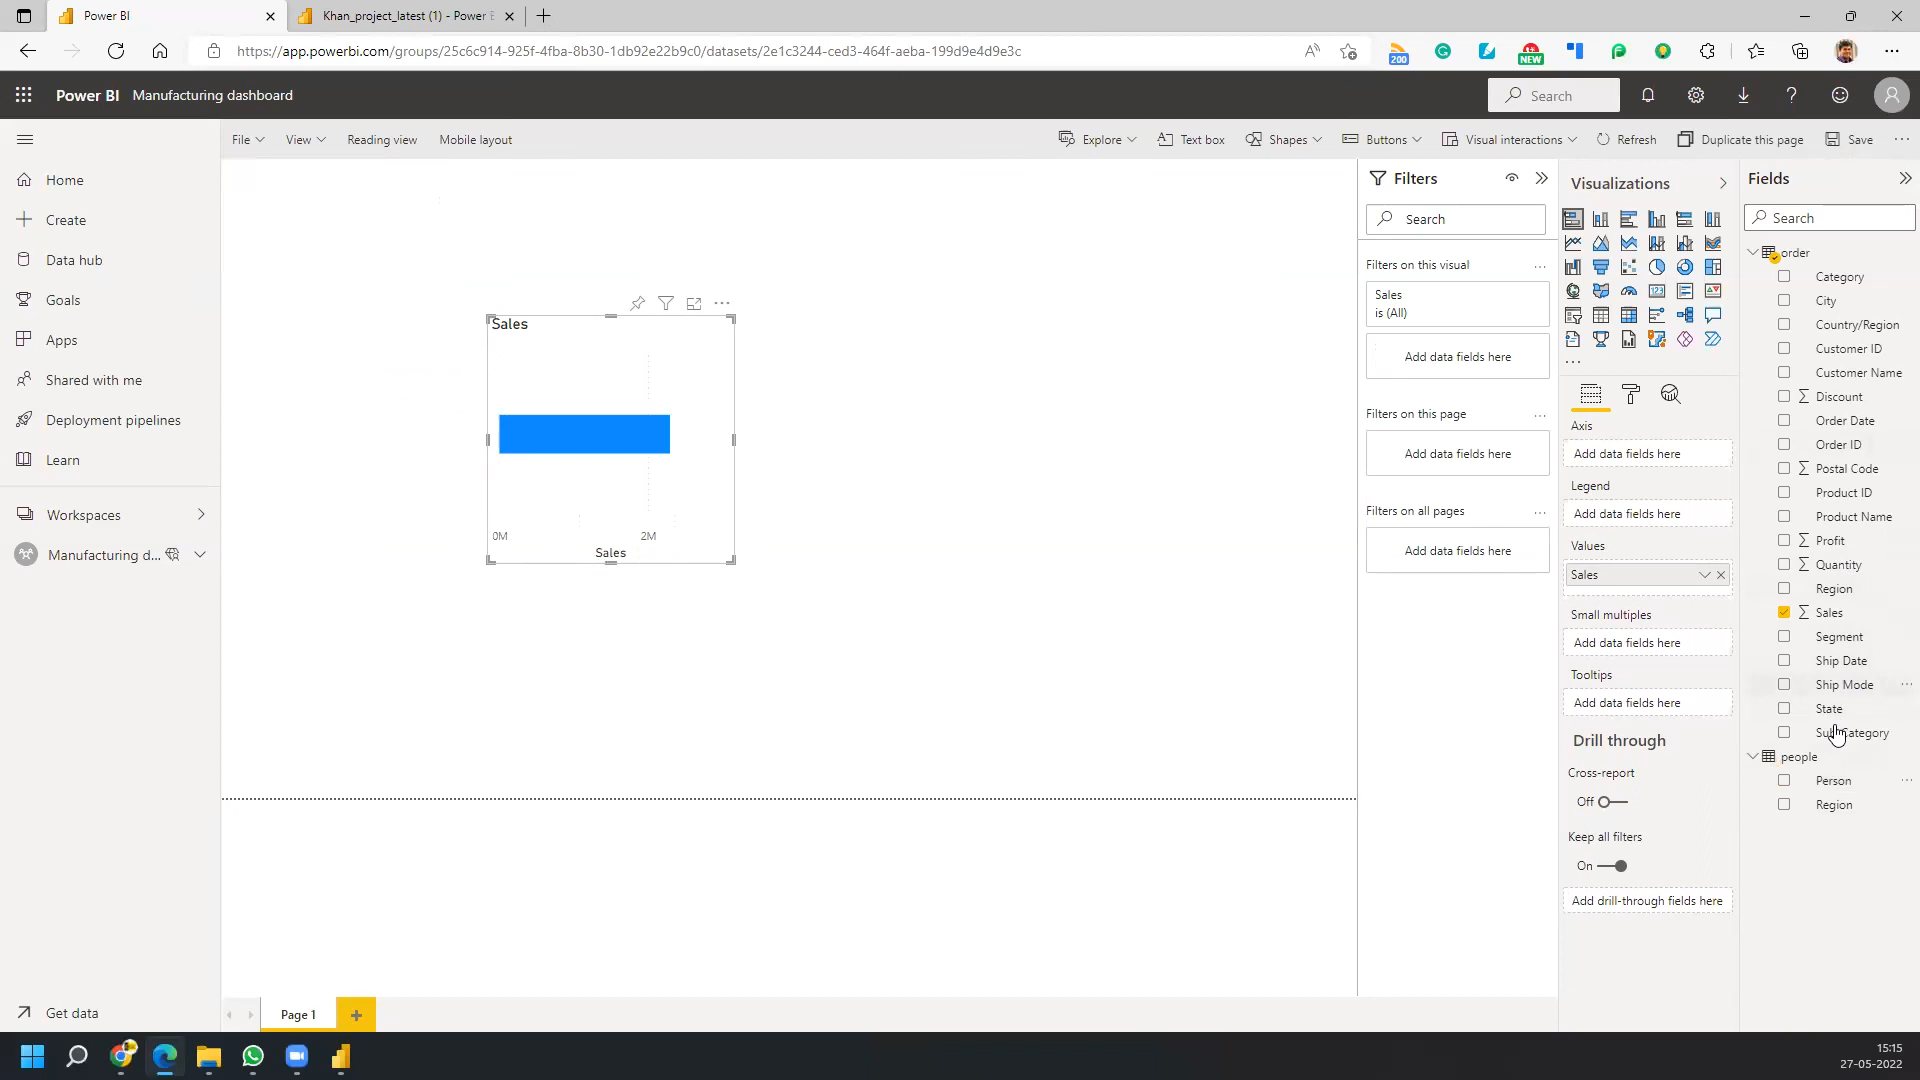 Power BI
Khan_project_latest (1) - Power B
https://app.powerbi.com/groups/25c6c914-925f-4fba-8b30-1db92e22b9c0/datasets/2e1c3244-ced3-464f-aeba-199d9e4d9e3c
200
NEW
Power BI
Manufacturing dashboard
Search
File
View
Reading view
Mobile layout
Explore
Text box
Shapes
Buttons
Visual interactions
Refresh
Duplicate this page
Save
Home
Create
Data hub
Goals
Apps
Shared with me
Deployment pipelines
Learn
Workspaces
Manufacturing d...
Get data
Sales
0M
2M
Sales
Page 1
Filters
Search
Filters on this visual
Sales
is (All)
Add data fields here
Filters on this page
Add data fields here
Filters on all pages
Add data fields here
Visualizations
Axis
Add data fields here
Legend
Add data fields here
Values
Sales
Small multiples
Add data fields here
Tooltips
Add data fields here
Drill through
Cross-report
Off
Keep all filters
On
Add drill-through fields here
Fields
Search
order
Category
City
Country/Region
Customer ID
Customer Name
Discount
Order Date
Order ID
Postal Code
Product ID
Product Name
Profit
Quantity
Region
Sales
Segment
Ship Date
Ship Mode
State
Category
people
Person
Region
15:15
27-05-2022